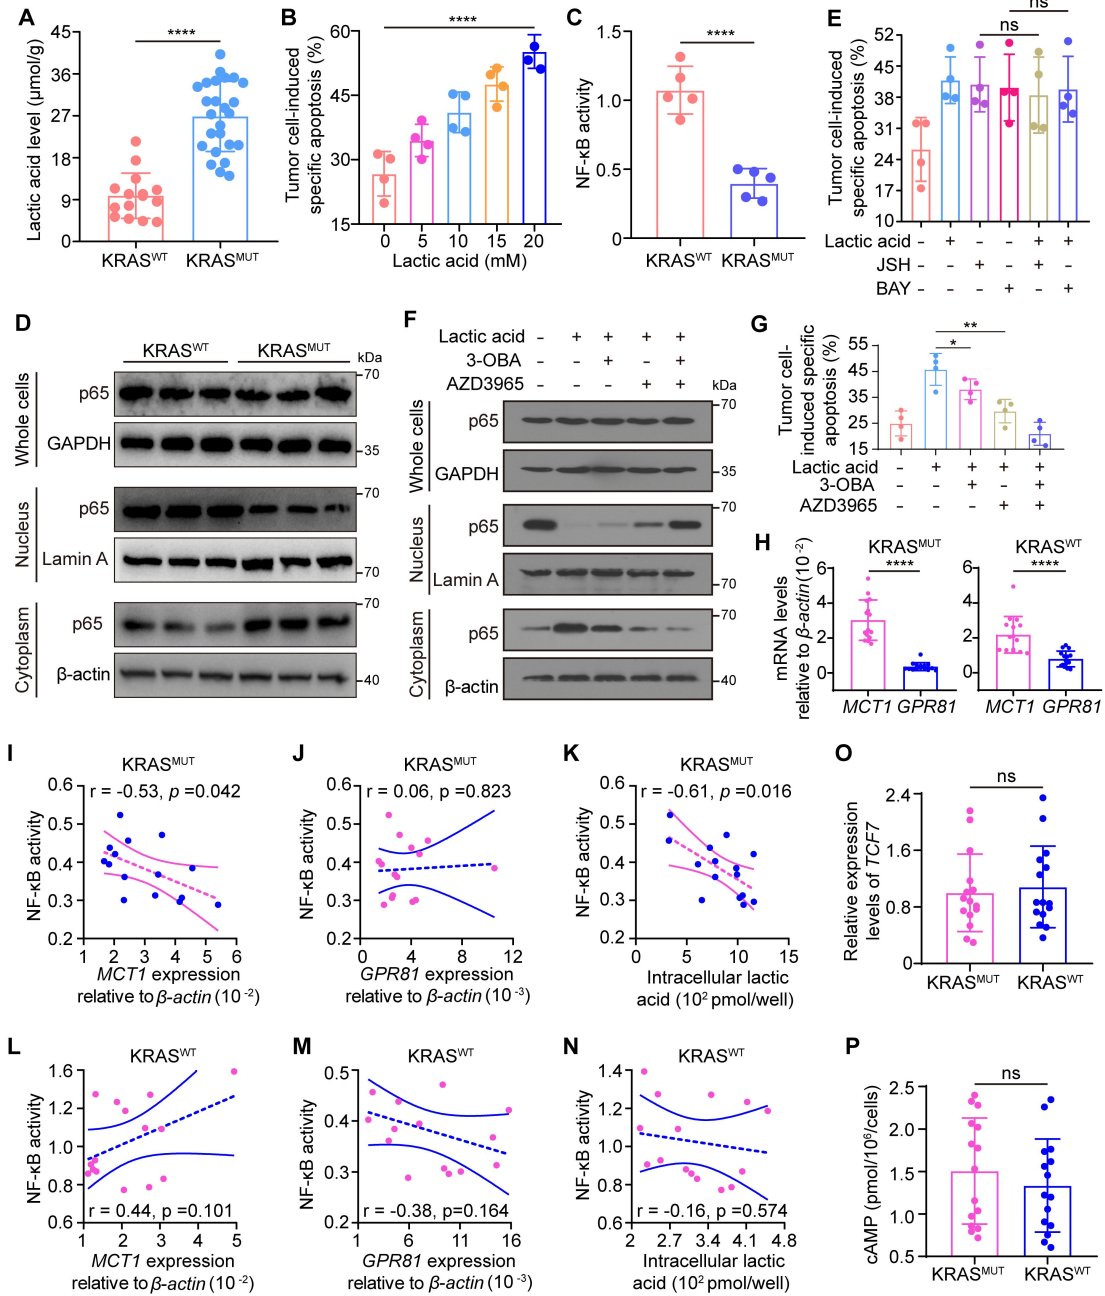 A
Lactic acid level (μmol/g)
45
36
27
18
9
0
****
KRASWT
KRASMUT
B
Tumor cell-induced
specific apoptosis (%)
60
45
30
15
****
0 5 10 15 20
Lactic acid (mM)
C
NF-κB activity
1.5
1.0
0.5
0
****
KRASWT
KRASMUT
E
Tumor cell-induced
specific apoptosis (%)
52
45
38
31
24
17
10
ns
ns
Lactic acid - + - - + +
JSH - - + - + -
BAY - - - + - +
D
KRASWT KRASMUT
kDa
Whole cells
p65
70
GAPDH
35
Nucleus
p65
70
Lamin A
70
Cytoplasm
p65
70
β-actin
40
F
Lactic acid - + + + +
3-OBA - - + - +
AZD3965 - - - + +
kDa
Whole cells
p65
70
GAPDH
35
Nucleus
p65
70
Lamin A
70
Cytoplasm
p65
70
β-actin
40
G
Tumor cell-
induced specific
apoptosis (%)
55
45
35
25
15
**
*
Lactic acid - + + + +
3-OBA - - + - +
AZD3965 - - - + +
H
mRNA levels
relative to β-actin (10-2)
KRASMUT
****
6
4
2
0
MCT1 GPR81
KRASWT
****
6
4
2
0
MCT1 GPR81
I
KRASMUT
r = -0.53, p =0.042
NF-κB activity
0.6
0.5
0.4
0.3
0.2
1 2 3 4 5 6
MCT1 expression
relative to β-actin (10-2)
J
KRASMUT
r = 0.06, p =0.823
NF-κB activity
0.6
0.5
0.4
0.3
0.2
0 4 8 12
GPR81 expression
relative to β-actin (10-3)
K
KRASMUT
r = -0.61, p =0.016
NF-κB activity
0.6
0.5
0.4
0.3
0.2
0 5 10 15
Intracellular lactic
acid (102 pmol/well)
O
Relative expression
levels of TCF7
2.4
1.6
0.8
0
ns
KRASMUT
KRASWT
L
KRASWT
NF-κB activity
1.6
1.2
1.0
0.8
0.6
r = 0.44, p =0.101
1 2 3 4 5
MCT1 expression
relative to β-actin (10-2)
M
KRASWT
NF-κB activity
0.5
0.4
0.3
0.2
r = -0.38, p=0.164
1 6 11 16
GPR81 expression
relative to β-actin (10-3)
N
KRASWT
NF-κB activity
1.6
1.4
1.2
1.0
0.8
0.6
r = -0.16, p =0.574
2 2.7 3.4 4.1 4.8
Intracellular lactic
acid (102 pmol/well)
P
cAMP (pmol/106/cells)
2.5
2.0
1.5
1.0
0.5
ns
KRASMUT
KRASWT